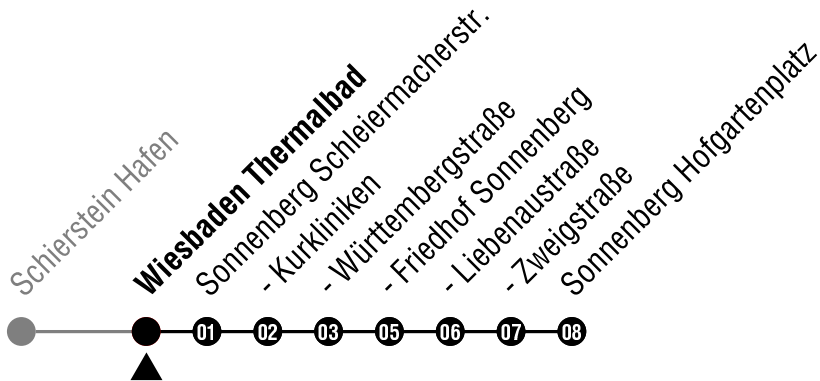 Schierstein Hafen
Wiesbaden Thermalbad
Sonnenberg Schleiermacherstr.
- Kurkliniken
- Württembergstraße
- Friedhof Sonnenberg
- Liebenaustraße
- Zweigstraße
Sonnenberg Hofgartenplatz
01 02 03 05 06 07 08